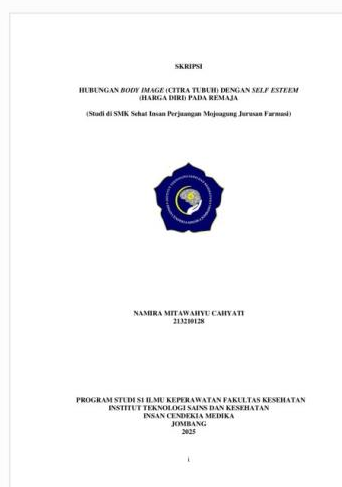 SKRIPSI
HUBUNGAN BODY IMAGE (CITRA TUBUH) DENGAN SELF ESTEEM
(HARGA DIRI) PADA REMAJA
(Studi di SMK Sehat Insan Perjuangan Mojoagung Jurusan Farmasi)
NAMIRA MITAWAHYU CAHYATI
213210128
PROGRAM STUDI S1 ILMU KEPERAWATAN FAKULTAS KESEHATAN
INSTITUT TEKNOLOGI SAINS DAN KESEHATAN
INSAN CENDEKIA MEDIKA
JOMBANG
2025
i